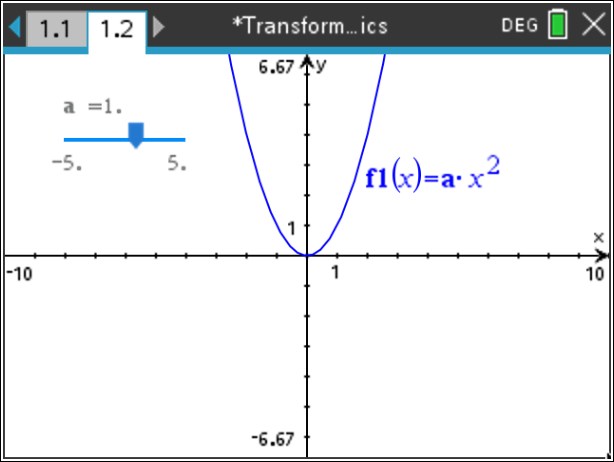 1.1 1.2 *Transform…ics DEG
6.67 y
a =1.
-5. 5.
f1(x)=a·x²
1
x
-10 1 10
-6.67